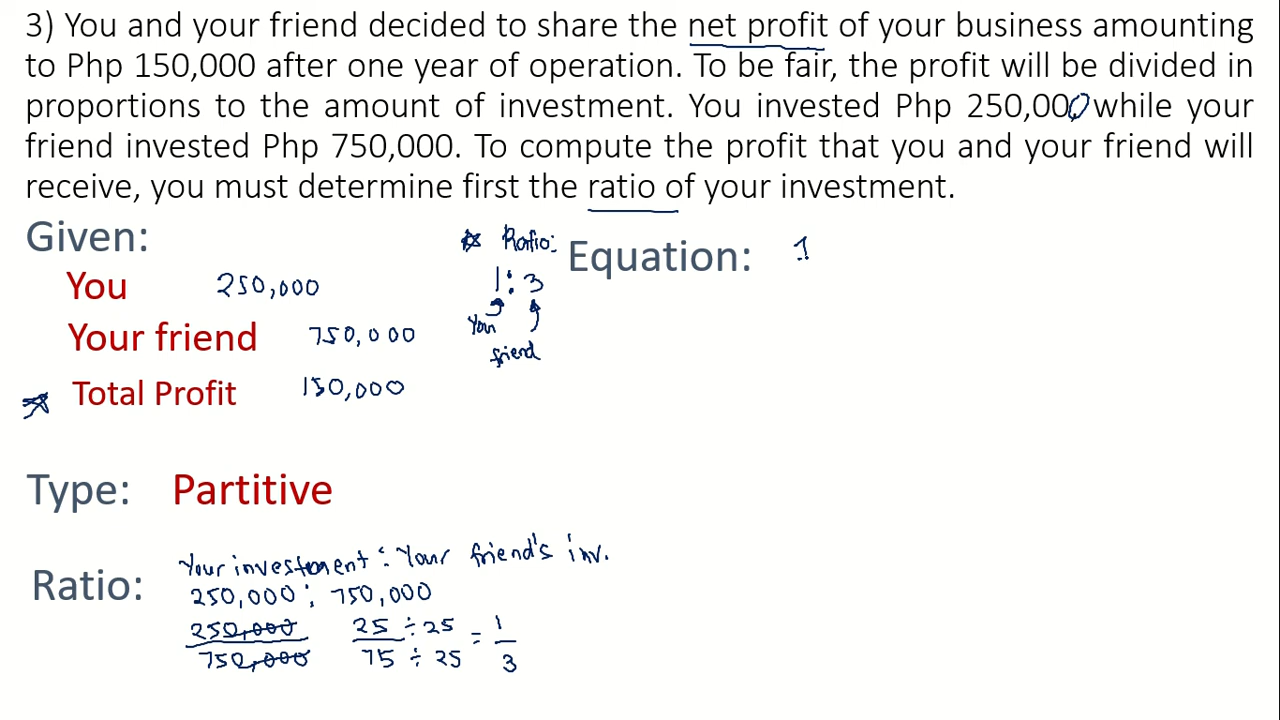 3) You and your friend decided to share the net profit of your business amounting
to Php 150,000 after one year of operation. To be fair, the profit will be divided in
proportions to the amount of investment. You invested Php 250,000 while your
friend invested Php 750,000. To compute the profit that you and your friend will
receive, you must determine first the ratio of your investment.
Given:
You 250,000
Your friend 750,000
Total Profit 150,000
Ratio:
1:3
You
friend
Equation: 1
Type: Partitive
Ratio:
Your investment : Your friend's inv.
250,000 : 750,000
250,000 25 ÷ 25 = 1
750,000 75 ÷ 25 3